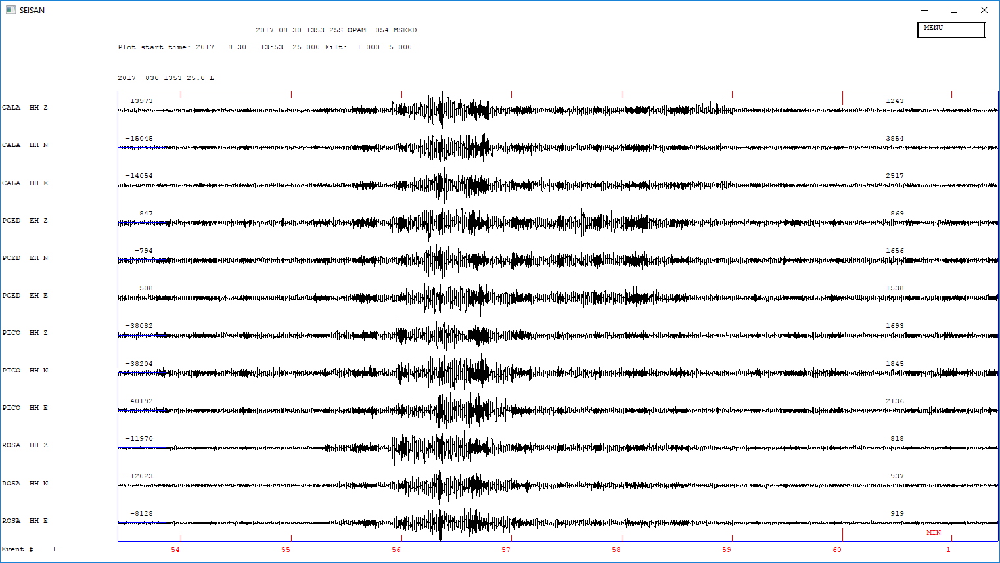 SEISAN
2017-08-30-1353-25S.OPAM__054_MSEED
MENU
Plot start time: 2017 8 30 13:53 25.000 Filt: 1.000 5.000
2017 830 1353 25.0 L
CALA HH Z -13973 1243
CALA HH N -15045 3854
CALA HH E -14054 2517
PCED EH Z 847 869
PCED EH N -794 1656
PCED EH E 508 1538
PICO HH Z -38082 1693
PICO HH N -38204 1845
PICO HH E -40192 2136
ROSA HH Z -11970 818
ROSA HH N -12023 937
ROSA HH E -8128 919
MIN
Event # 1 54 55 56 57 58 59 60 1